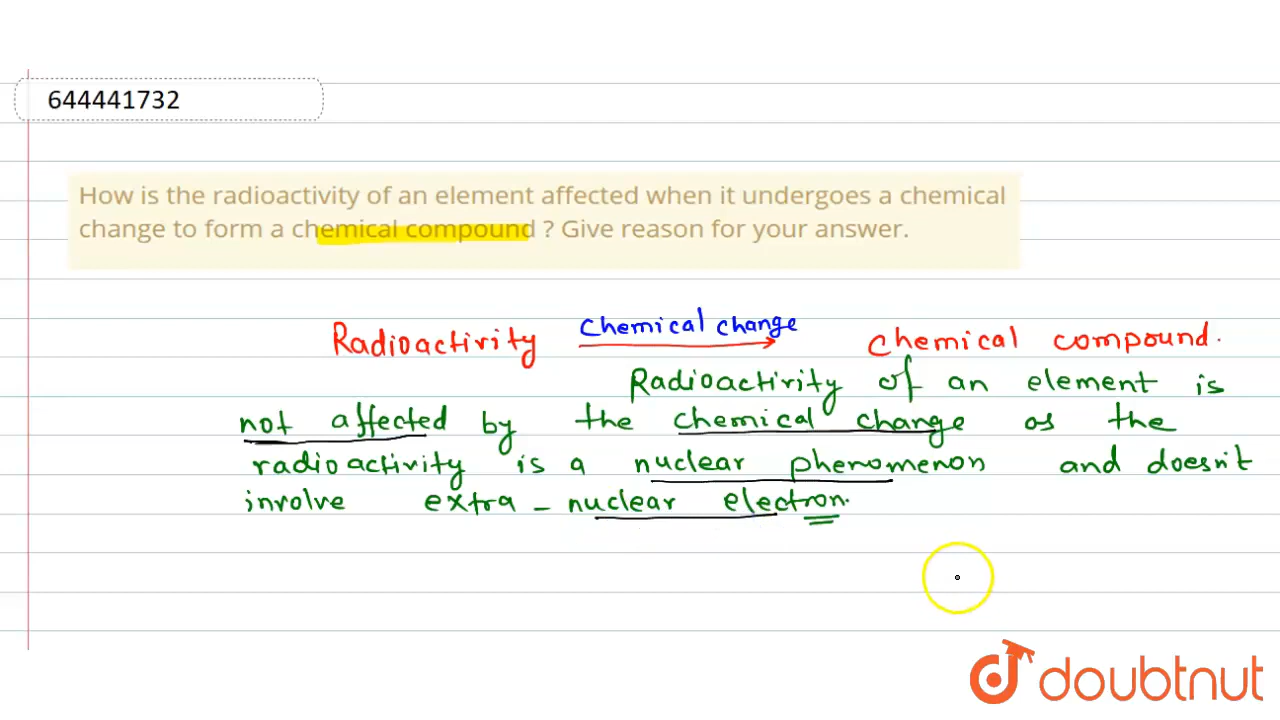 644441732
How is the radioactivity of an element affected when it undergoes a chemical
change to form a chemical compound ? Give reason for your answer.
Radioactivity chemical change chemical compound.
Radioactivity of an element is
not affected by the chemical change as the
radioactivity is a nuclear phenomenon and doesn't
involve extra - nuclear electron.
doubtnut